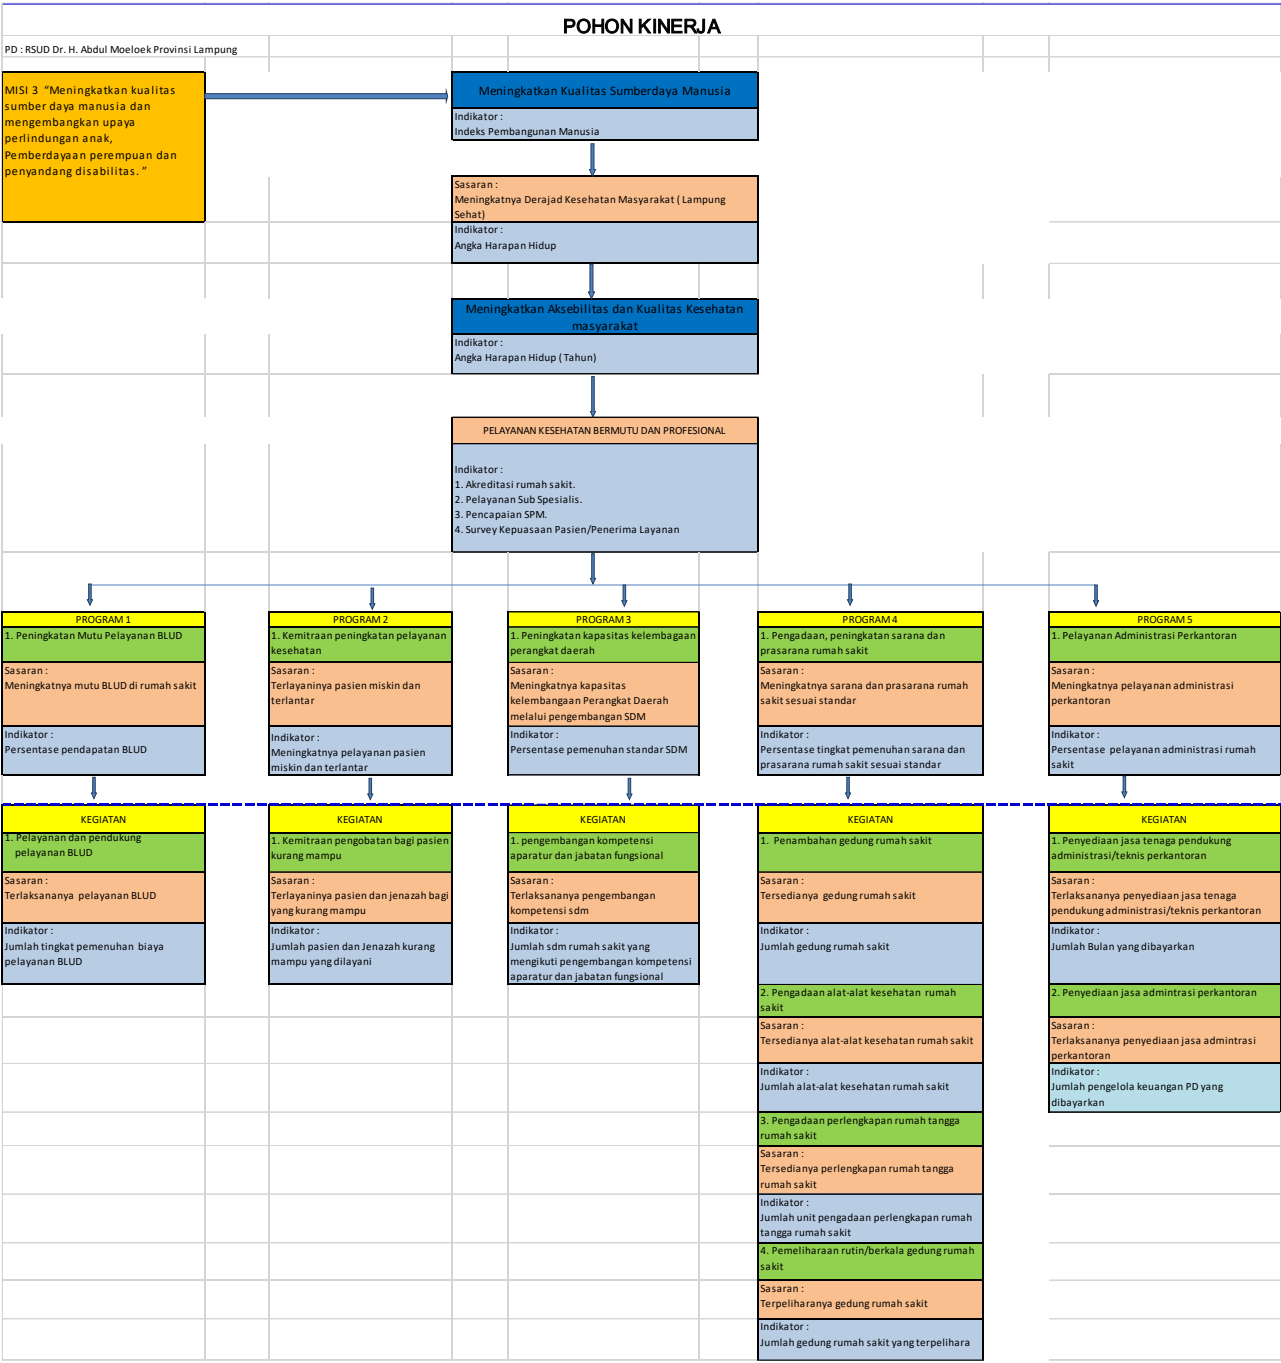 POHON KINERJA
PD : RSUD Dr. H. Abdul Moeloek Provinsi Lampung
MISI 3 “Meningkatkan kualitas
sumber daya manusia dan
mengembangkan upaya
perlindungan anak,
Pemberdayaan perempuan dan
penyandang disabilitas. ”
Meningkatkan Kualitas Sumberdaya Manusia
Indikator :
Indeks Pembangunan Manusia
Sasaran :
Meningkatnya Derajad Kesehatan Masyarakat ( Lampung
Sehat)
Indikator :
Angka Harapan Hidup
Meningkatkan Aksebilitas dan Kualitas Kesehatan
masyarakat
Indikator :
Angka Harapan Hidup ( Tahun)
PELAYANAN KESEHATAN BERMUTU DAN PROFESIONAL
Indikator :
1. Akreditasi rumah sakit.
2. Pelayanan Sub Spesialis.
3. Pencapaian SPM.
4. Survey Kepuasaan Pasien/Penerima Layanan
PROGRAM 1
1. Peningkatan Mutu Pelayanan BLUD
Sasaran :
Meningkatnya mutu BLUD di rumah sakit
Indikator :
Persentase pendapatan BLUD
PROGRAM 2
1. Kemitraan peningkatan pelayanan
kesehatan
Sasaran :
Terlayaninya pasien miskin dan
terlantar
Indikator :
Meningkatnya pelayanan pasien
miskin dan terlantar
PROGRAM 3
1. Peningkatan kapasitas kelembagaan
perangkat daerah
Sasaran :
Meningkatnya kapasitas
kelembagaan Perangkat Daerah
melalui pengembangan SDM
Indikator :
Persentase pemenuhan standar SDM
PROGRAM 4
1. Pengadaan, peningkatan sarana dan
prasarana rumah sakit
Sasaran :
Meningkatnya sarana dan prasarana rumah
sakit sesuai standar
Indikator :
Persentase tingkat pemenuhan sarana dan
prasarana rumah sakit sesuai standar
PROGRAM 5
1. Pelayanan Administrasi Perkantoran
Sasaran :
Meningkatnya pelayanan administrasi
perkantoran
Indikator :
Persentase pelayanan administrasi rumah
sakit
KEGIATAN
1. Pelayanan dan pendukung
pelayanan BLUD
Sasaran :
Terlaksananya pelayanan BLUD
Indikator :
Jumlah tingkat pemenuhan biaya
pelayanan BLUD
KEGIATAN
1. Kemitraan pengobatan bagi pasien
kurang mampu
Sasaran :
Terlayaninya pasien dan jenazah bagi
yang kurang mampu
Indikator :
Jumlah pasien dan Jenazah kurang
mampu yang dilayani
KEGIATAN
1. pengembangan kompetensi
aparatur dan jabatan fungsional
Sasaran :
Terlaksananya pengembangan
kompetensi sdm
Indikator :
Jumlah sdm rumah sakit yang
mengikuti pengembangan kompetensi
aparatur dan jabatan fungsional
KEGIATAN
1. Penambahan gedung rumah sakit
Sasaran :
Tersedianya gedung rumah sakit
Indikator :
Jumlah gedung rumah sakit
2. Pengadaan alat-alat kesehatan rumah
sakit
Sasaran :
Tersedianya alat-alat kesehatan rumah sakit
Indikator :
Jumlah alat-alat kesehatan rumah sakit
3. Pengadaan perlengkapan rumah tangga
rumah sakit
Sasaran :
Tersedianya perlengkapan rumah tangga
rumah sakit
Indikator :
Jumlah unit pengadaan perlengkapan rumah
tangga rumah sakit
4. Pemeliharaan rutin/berkala gedung rumah
sakit
Sasaran :
Terpeliharanya gedung rumah sakit
Indikator :
Jumlah gedung rumah sakit yang terpelihara
KEGIATAN
1. Penyediaan jasa tenaga pendukung
administrasi/teknis perkantoran
Sasaran :
Terlaksananya penyediaan jasa tenaga
pendukung administrasi/teknis perkantoran
Indikator :
Jumlah Bulan yang dibayarkan
2. Penyediaan jasa admintrasi perkantoran
Sasaran :
Terlaksananya penyediaan jasa admintrasi
perkantoran
Indikator :
Jumlah pengelola keuangan PD yang
dibayarkan